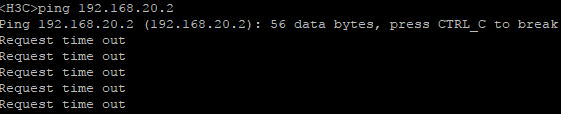 <H3C>ping 192.168.20.2
Ping 192.168.20.2 (192.168.20.2): 56 data bytes, press CTRL_C to break
Request time out
Request time out
Request time out
Request time out
Request time out